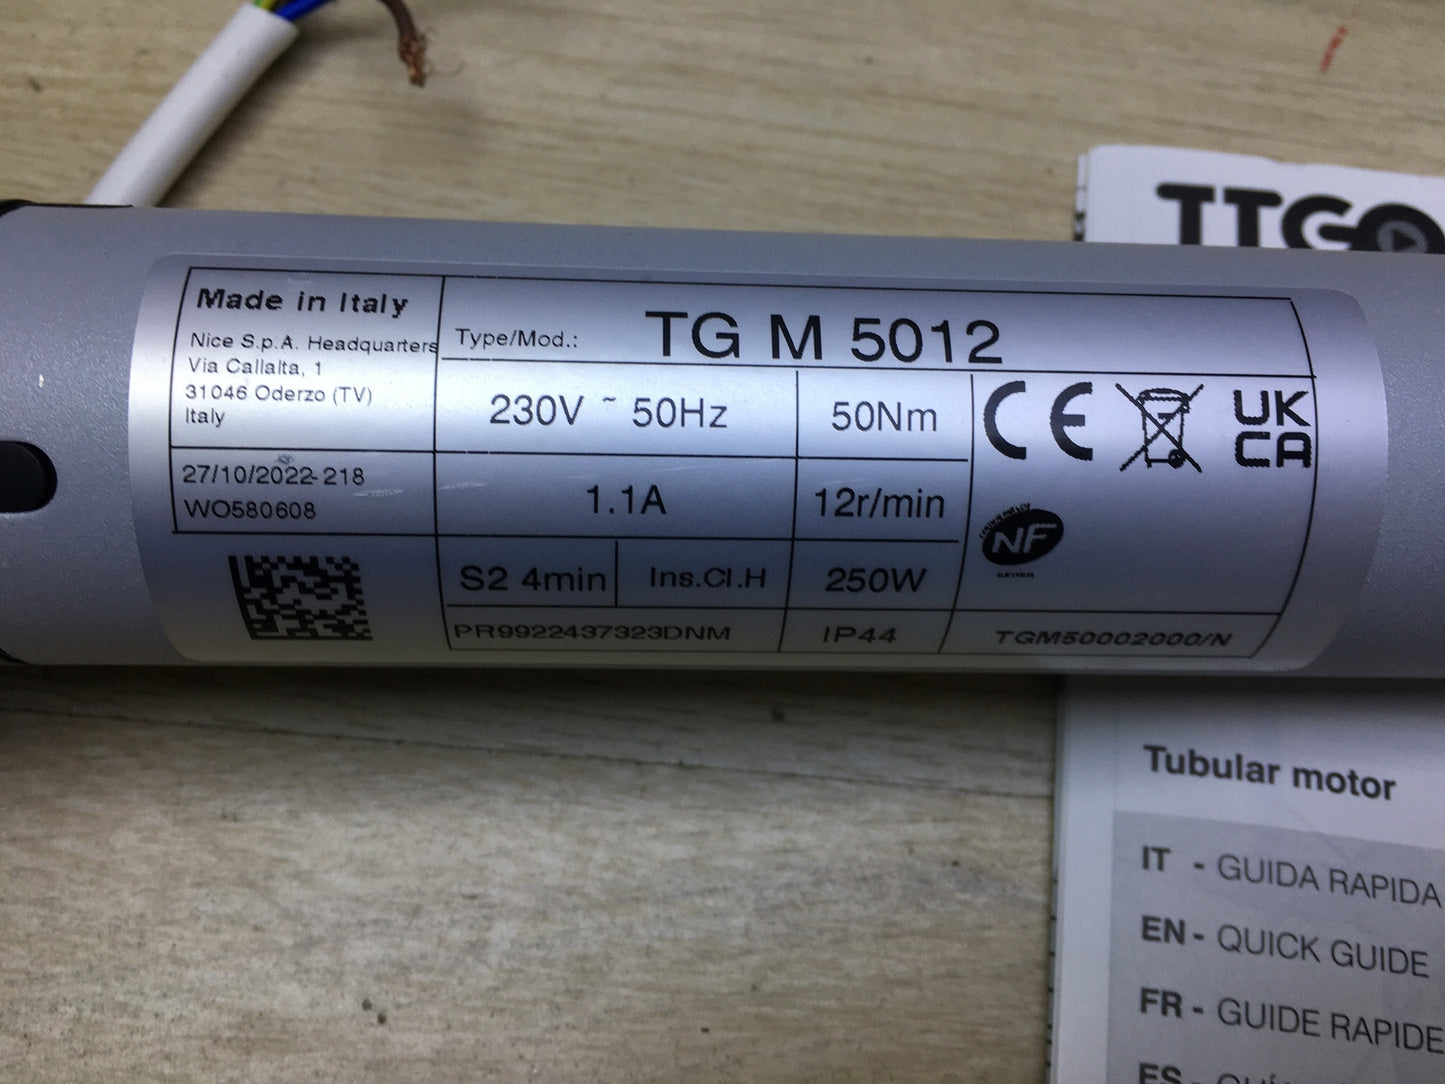 Made in Italy
Nice S.p.A. Headquarters
Via Callalta, 1
31046 Oderzo (TV)
Italy
27/10/2022-218
WO580608
Type/Mod.: TG M 5012
230V ~ 50Hz
50Nm
1.1A
12r/min
S2 4min
Ins.Cl.H
250W
PR9922437323DNM
IP44
TGM50002000/N
CE
UK
CA
NF
TTGO
Tubular motor
IT - GUIDA RAPIDA
EN - QUICK GUIDE
FR - GUIDE RAPIDE
ES -